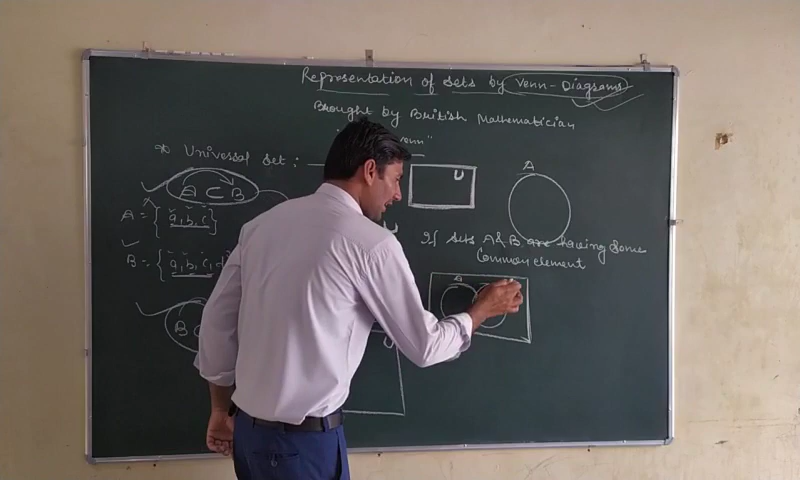 Representation of sets by Venn-Diagrams
Brought by British Mathematician
Venn"
Universal Set :
U
A
A ⊂ B
A = {a, b, c}
B = {a, b, c, d
If sets A & B are having Some
Common element
U
A
B
U